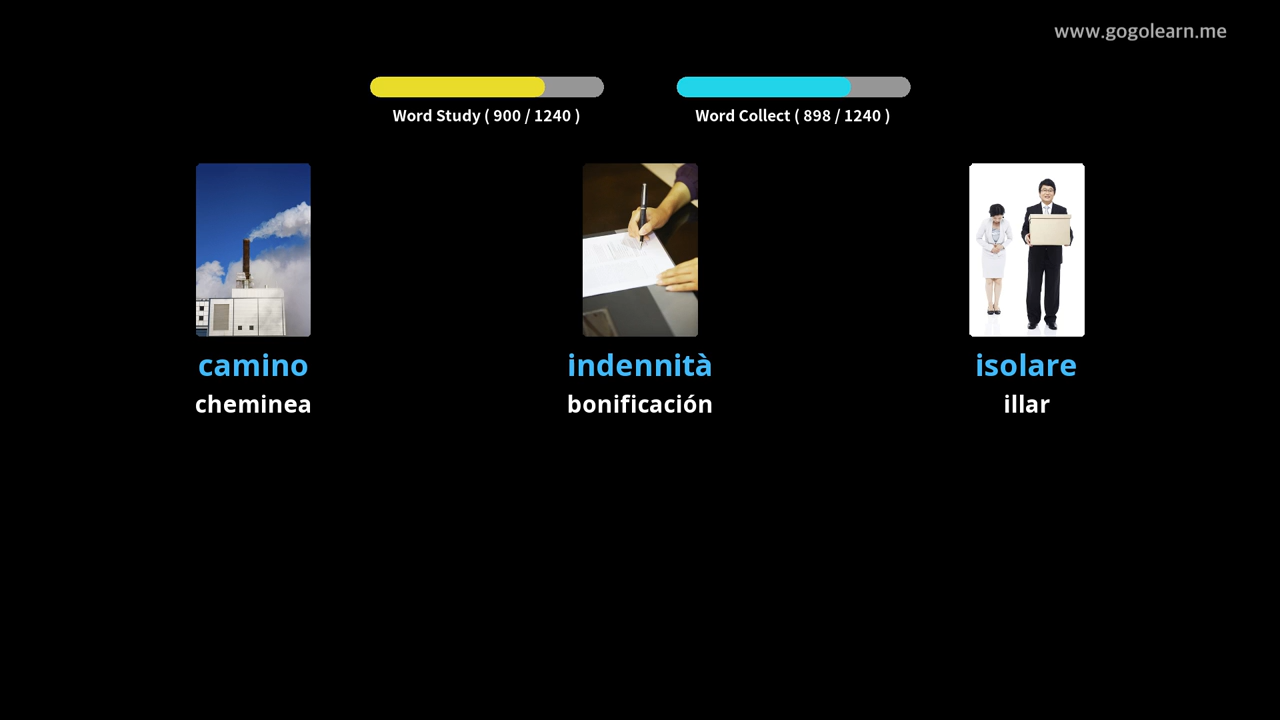 www.gogolearn.me
Word Study ( 900 / 1240 )
Word Collect ( 898 / 1240 )
camino
cheminea
indennità
bonificación
isolare
illar